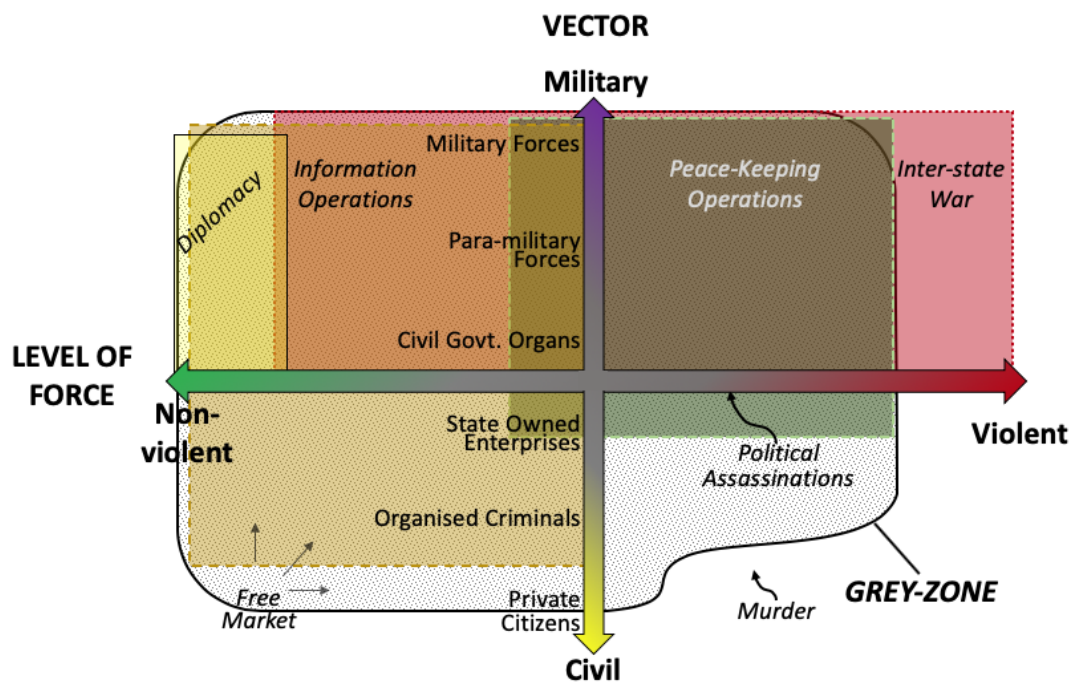 VECTOR
Military
Military Forces
Information
Operations
Diplomacy
Peace-Keeping
Operations
Inter-state
War
Para-military
Forces
Civil Govt. Organs
LEVEL OF
FORCE
Non-
violent
State Owned
Enterprises
Violent
Political
Assassinations
Organised Criminals
Free
Market
Private
Citizens
Murder
GREY-ZONE
Civil